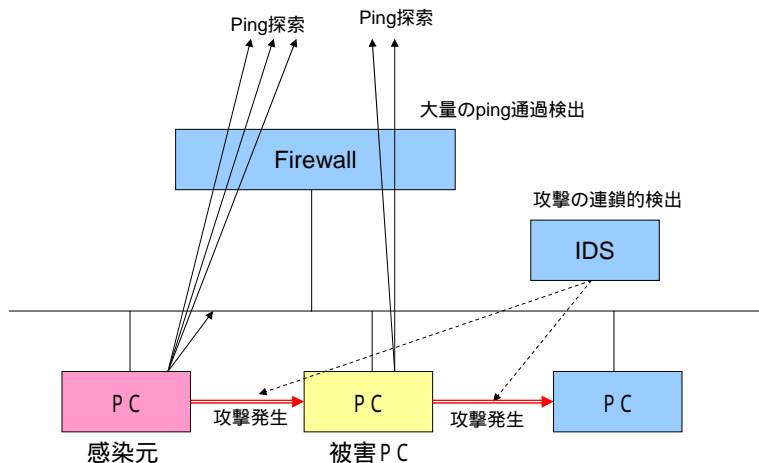 Ping探索
Ping探索
大量のping通過検出
Firewall
攻撃の連鎖的検出
IDS
ＰＣ
ＰＣ
ＰＣ
攻撃発生
攻撃発生
感染元
被害ＰＣ